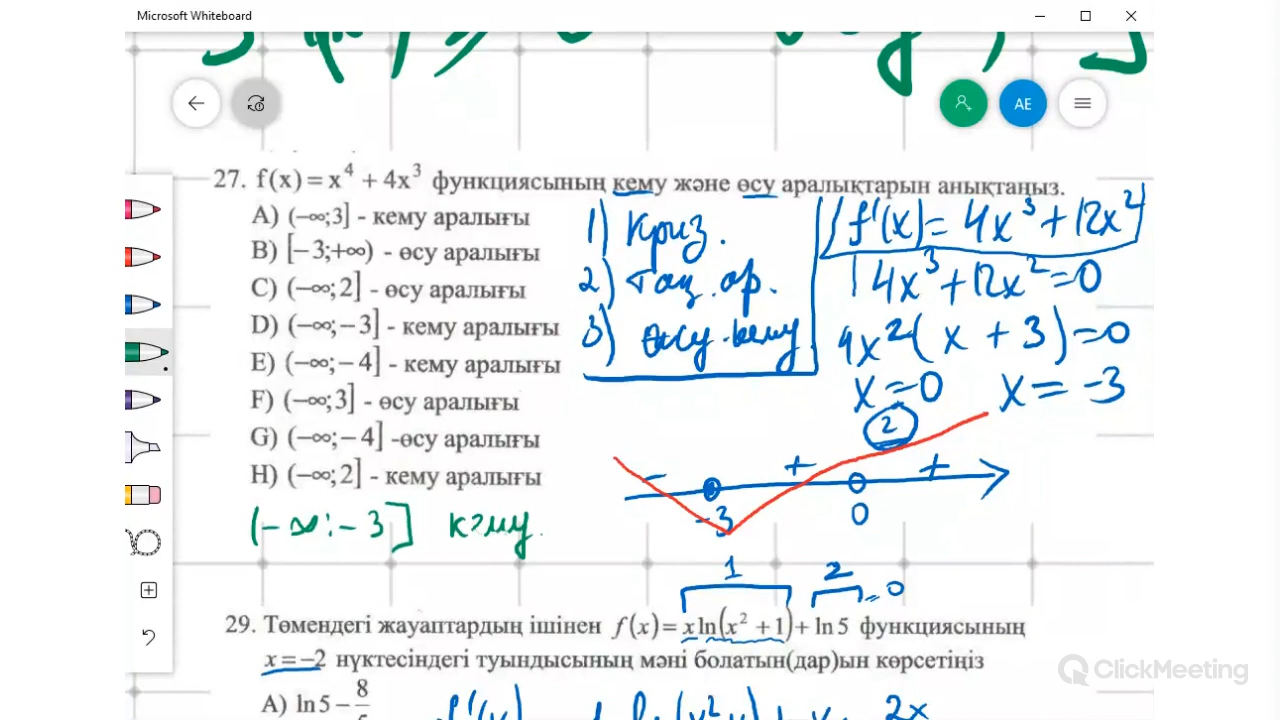 Microsoft Whiteboard
AE
27. f(x) = x⁴ + 4x³ функциясының кему және өсу аралықтарын анықтаңыз.
A) (−∞;3] - кему аралығы
B) [−3;+∞) - өсу аралығы
C) (−∞;2] - өсу аралығы
D) (−∞;−3] - кему аралығы
E) (−∞;−4] - кему аралығы
F) (−∞;3] - өсу аралығы
G) (−∞;−4] -өсу аралығы
H) (−∞;2] - кему аралығы
(−∞;−3] кему.
1) Криз.
2) таң. ар.
3) өсу-кему
f'(x) = 4x³ + 12x²
4x³ + 12x² = 0
4x²(x + 3) = 0
x = 0 x = −3
2
− + +
−3 0
1 2 = 0
29. Төмендегі жауаптардың ішінен f(x) = x ln(x² + 1) + ln 5 функциясының
x = −2 нүктесіндегі туындысының мәні болатын(дар)ын көрсетіңіз
A) ln 5 − 8
2x
ClickMeeting